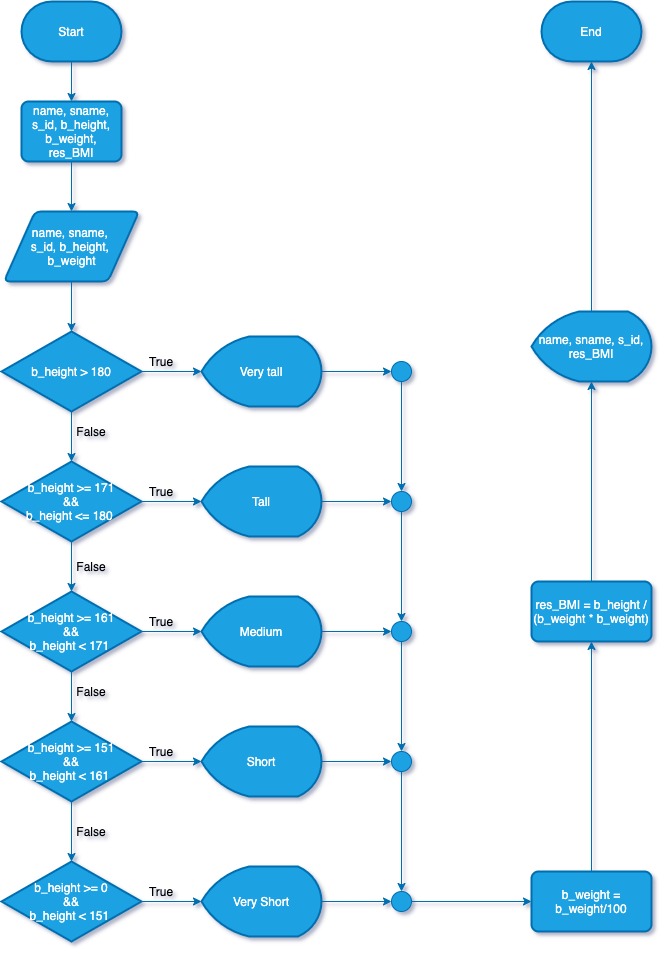 Start
name, sname,
s_id, b_height,
b_weight,
res_BMI
name, sname,
s_id, b_height,
b_weight
b_height > 180
True
Very tall
False
b_height >= 171
&&
b_height <= 180
True
Tall
False
b_height >= 161
&&
b_height < 171
True
Medium
False
b_height >= 151
&&
b_height < 161
True
Short
False
b_height >= 0
&&
b_height < 151
True
Very Short
b_weight =
b_weight/100
res_BMI = b_height /
(b_weight * b_weight)
name, sname, s_id,
res_BMI
End